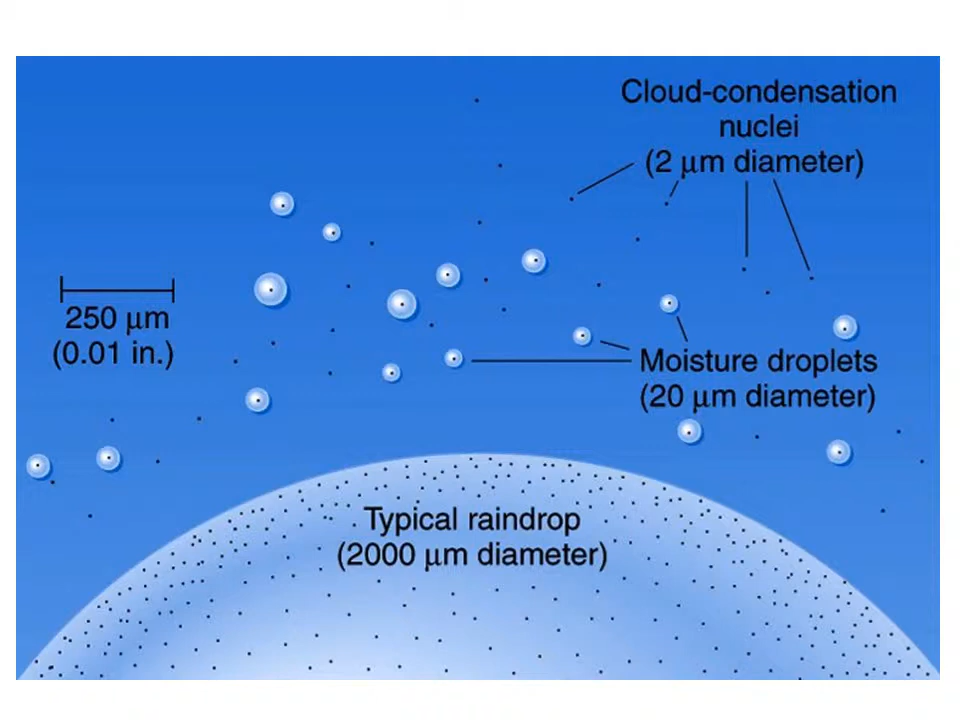 Cloud-condensation
nuclei
(2 μm diameter)
250 μm
(0.01 in.)
Moisture droplets
(20 μm diameter)
Typical raindrop
(2000 μm diameter)